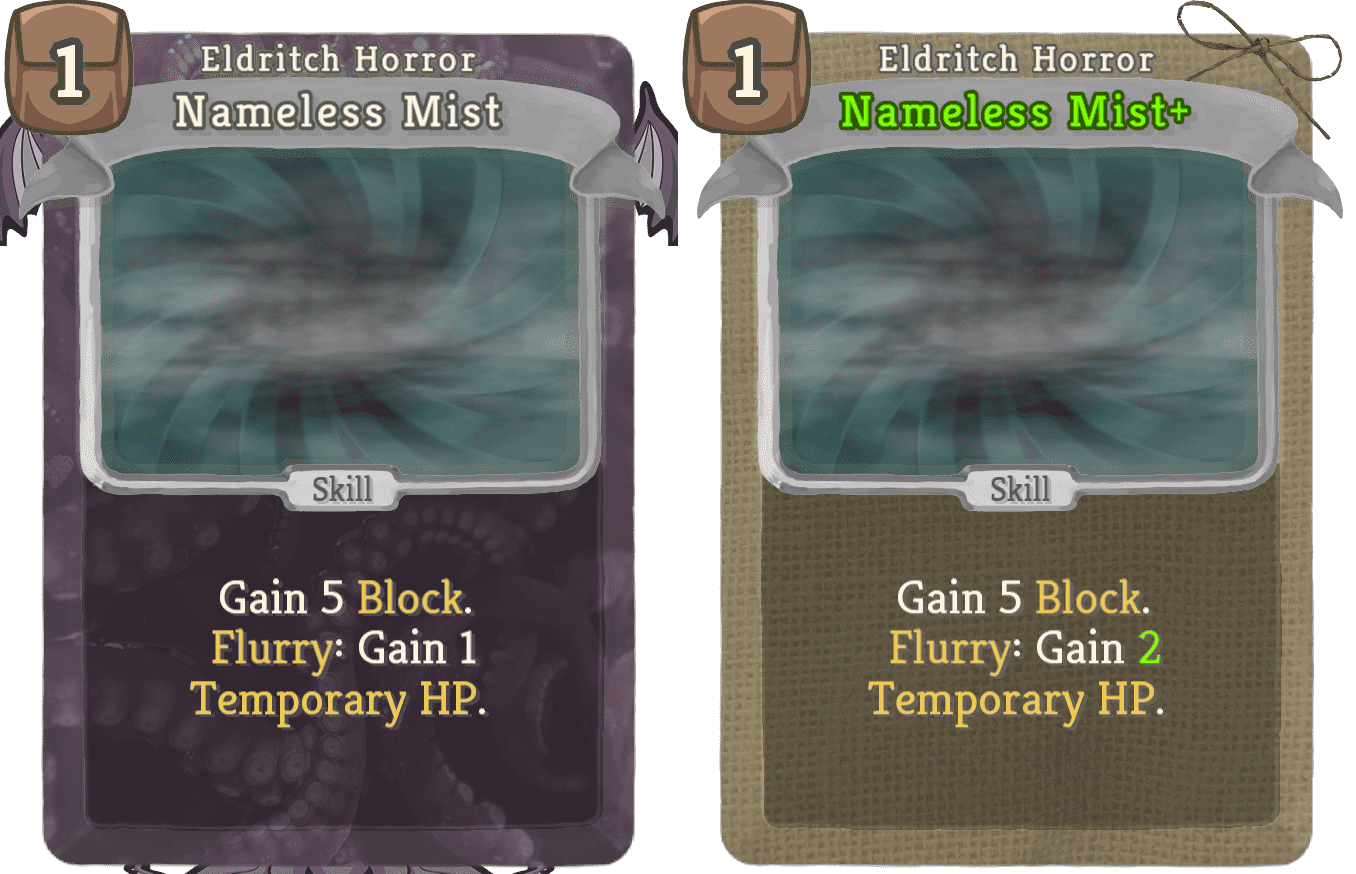 1
Eldritch Horror
Nameless Mist
Skill
Gain 5 Block.
Flurry: Gain 1
Temporary HP.
1
Eldritch Horror
Nameless Mist+
Skill
Gain 5 Block.
Flurry: Gain 2
Temporary HP.